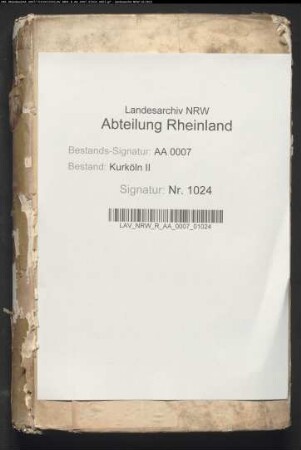 Landesarchiv NRW
Abteilung Rheinland
Bestands-Signatur: AA 0007
Bestand: Kurköln II
Signatur: Nr. 1024
LAV_NRW_R_AA_0007_01024